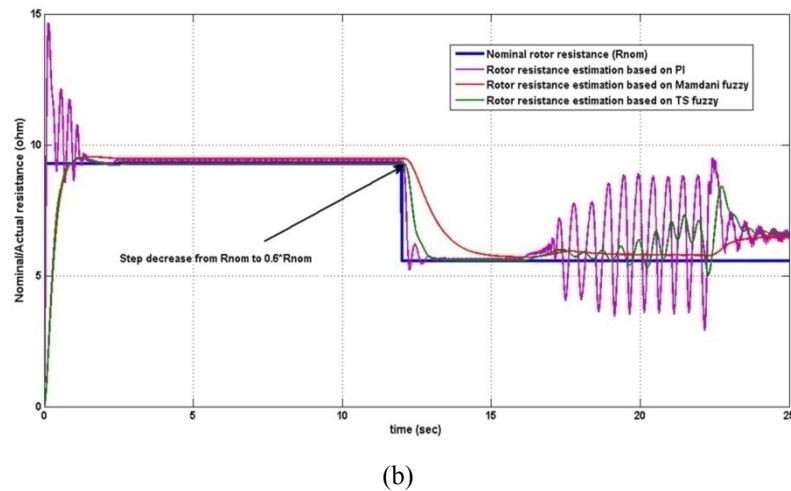 15
10
5
0
0
5
10
15
20
25
Nominal/Actual resistance (ohm)
time (sec)
Nominal rotor resistance (Rnom)
Rotor resistance estimation based on PI
Rotor resistance estimation based on Mamdani fuzzy
Rotor resistance estimation based on TS fuzzy
Step decrease from Rnom to 0.6*Rnom
(b)